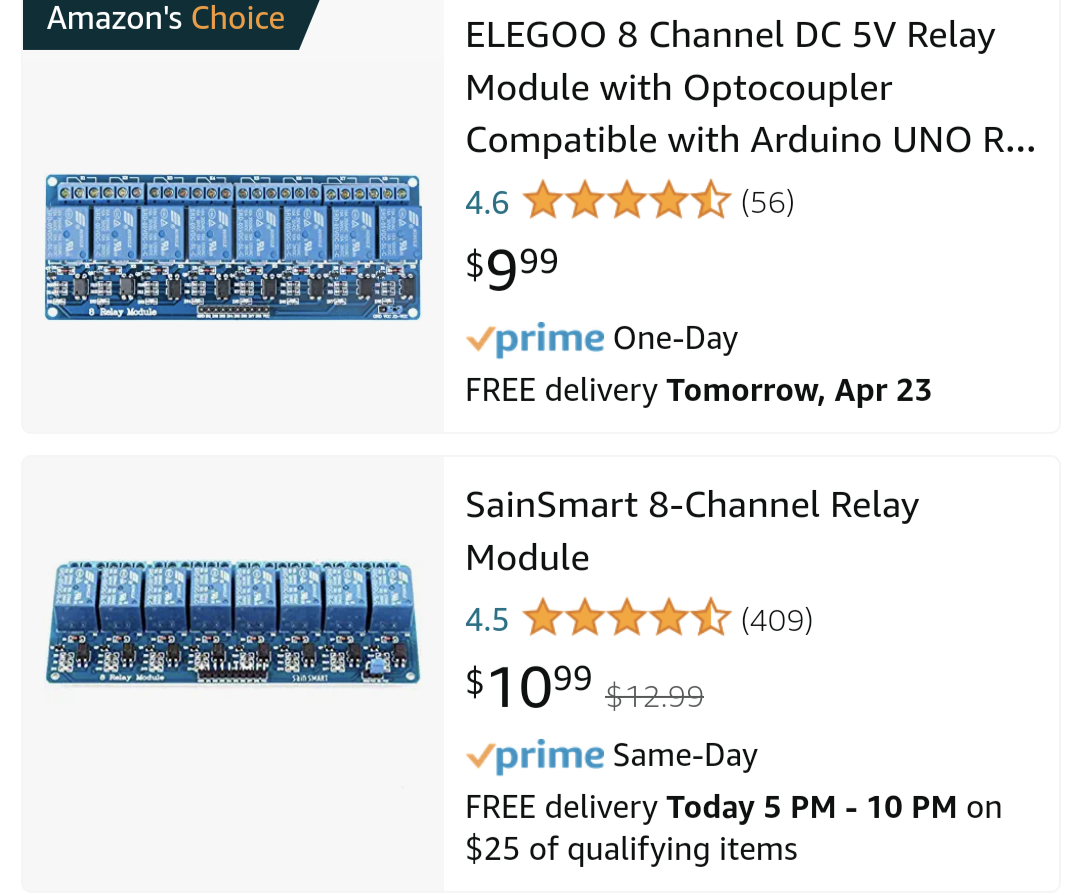 Amazon's Choice
ELEGOO 8 Channel DC 5V Relay
Module with Optocoupler
Compatible with Arduino UNO R...
4.6 (56)
$9.99
prime One-Day
FREE delivery Tomorrow, Apr 23
8 Relay Module
SainSmart 8-Channel Relay
Module
4.5 (409)
$10.99 $12.99
prime Same-Day
FREE delivery Today 5 PM - 10 PM on
$25 of qualifying items
8 Relay Module
SainSMART